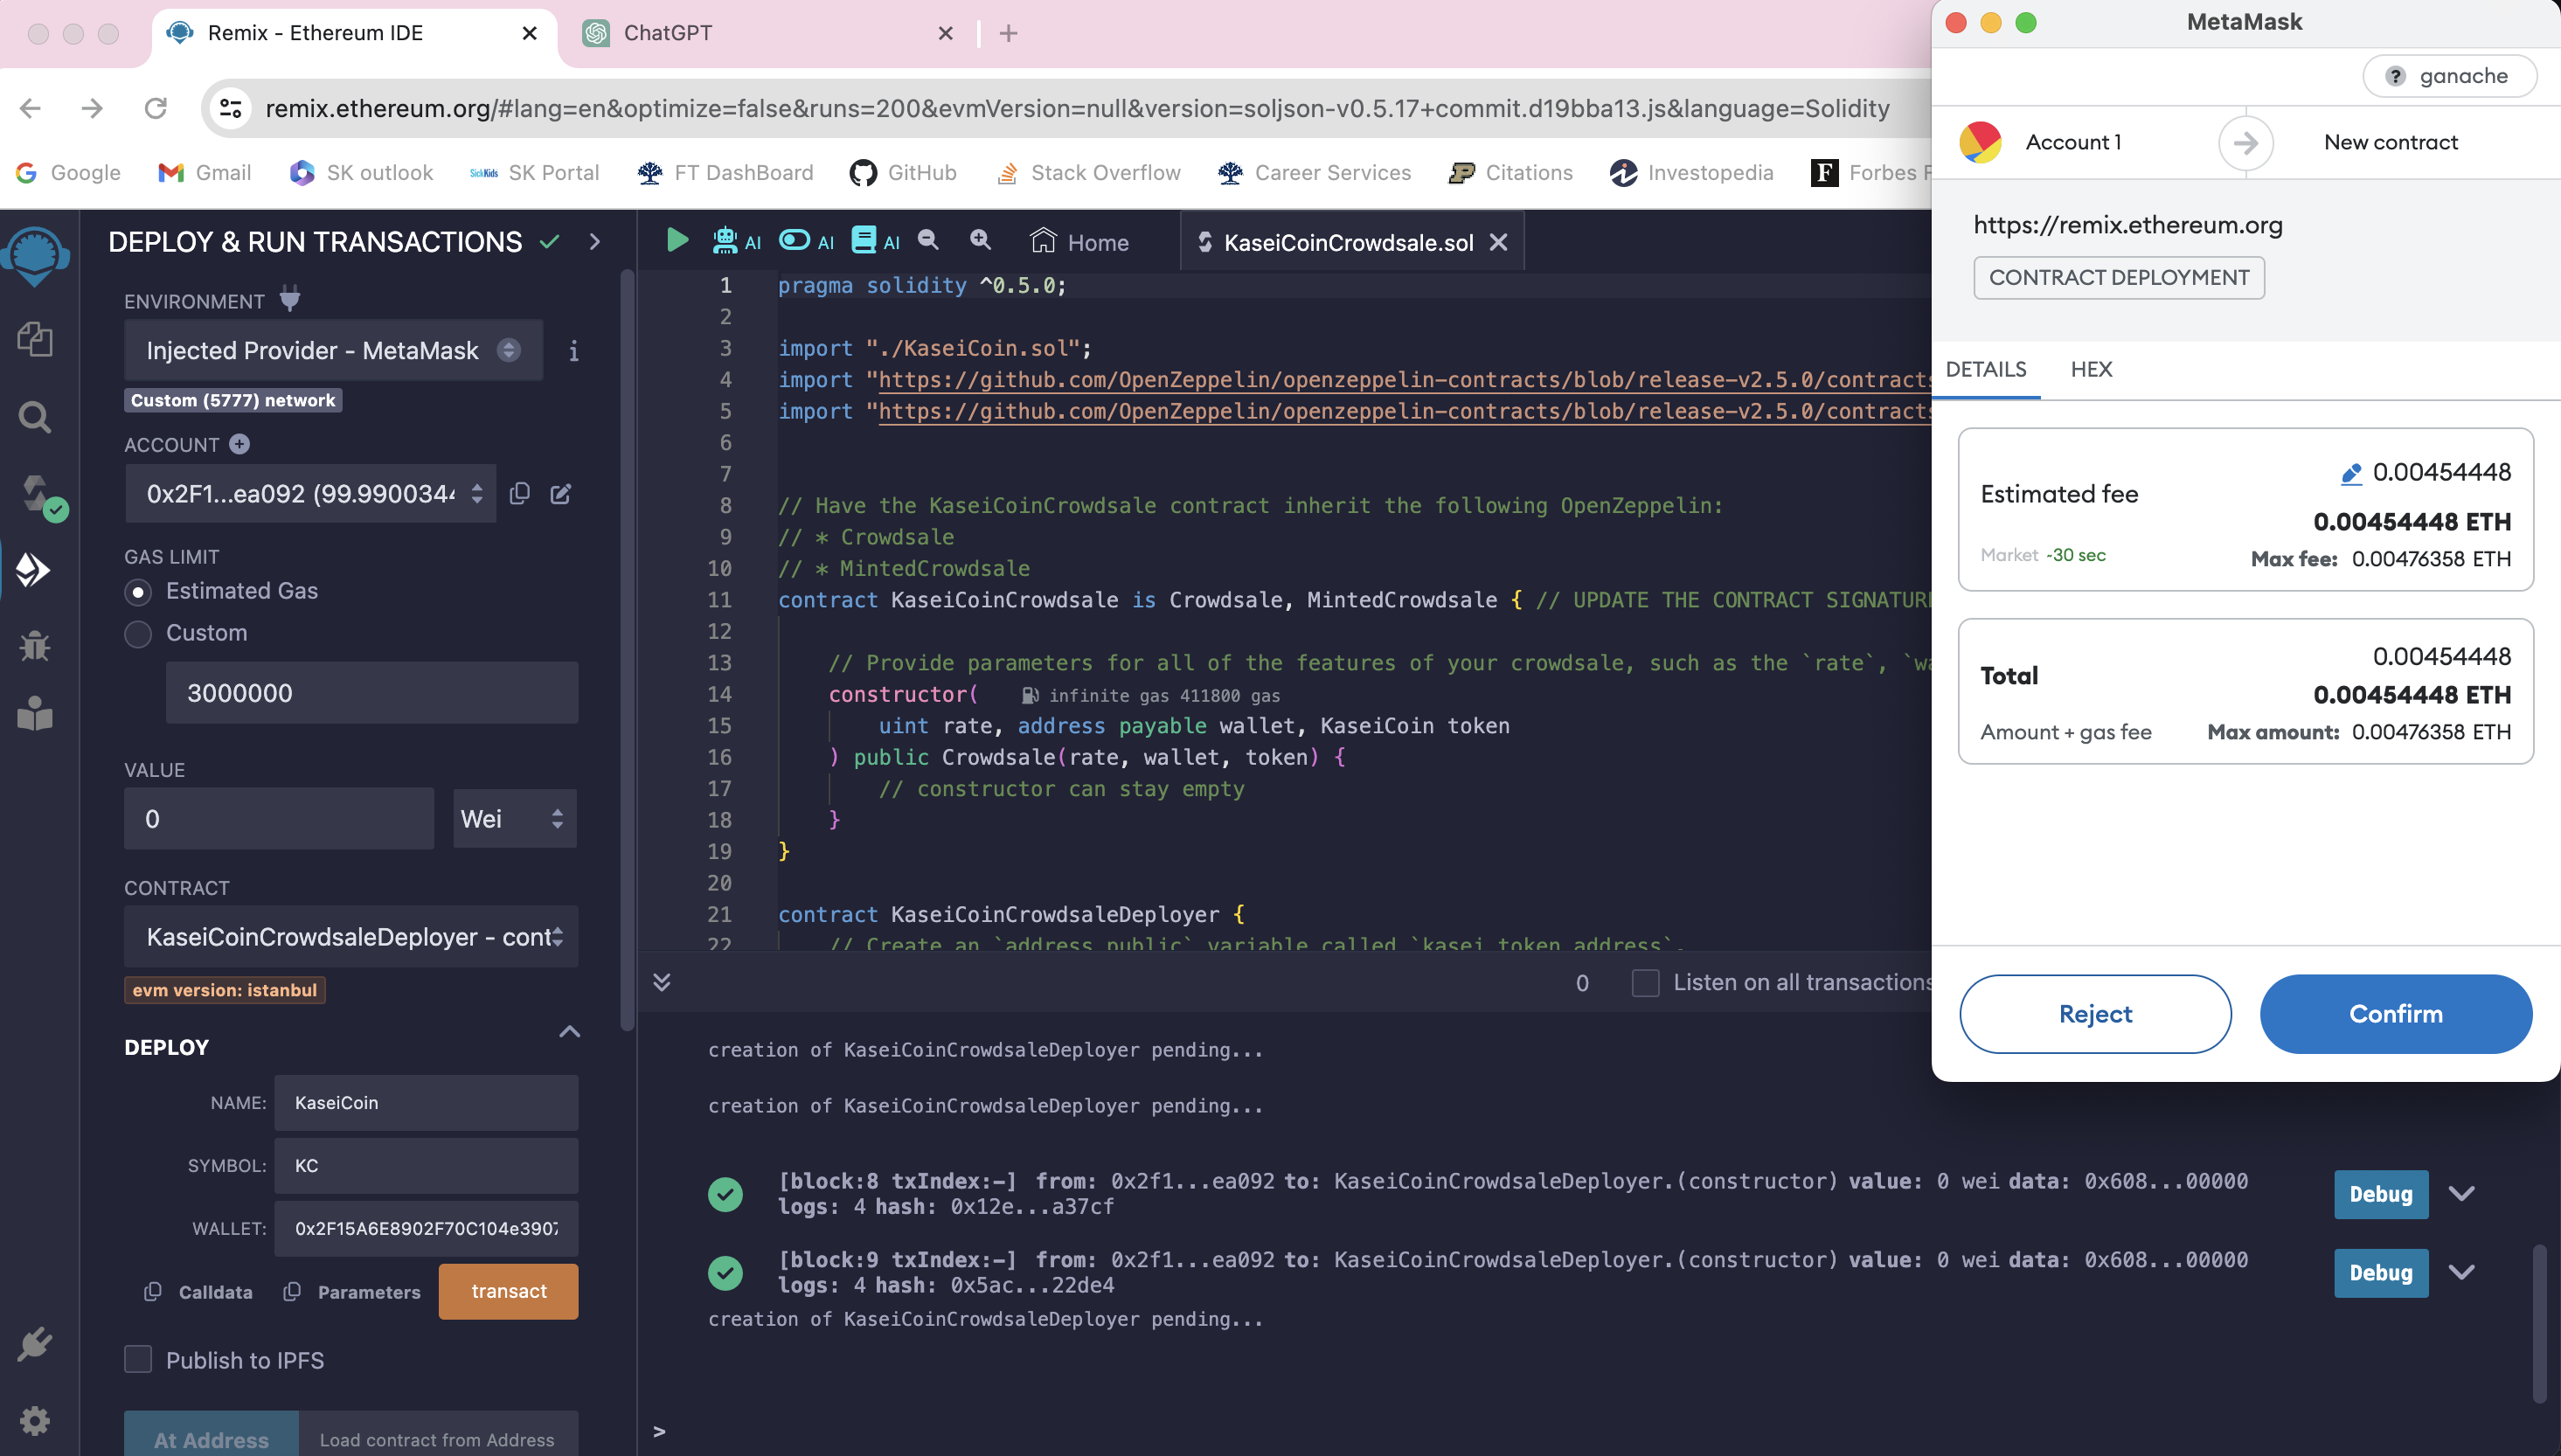 Remix - Ethereum IDE
ChatGPT
remix.ethereum.org/#lang=en&optimize=false&runs=200&evmVersion=null&version=soljson-v0.5.17+commit.d19bba13.js&language=Solidity
Google
Gmail
SK outlook
SickKids SK Portal
FT DashBoard
GitHub
Stack Overflow
Career Services
Citations
Investopedia
Forbes F
DEPLOY & RUN TRANSACTIONS
ENVIRONMENT
Injected Provider - MetaMask
Custom (5777) network
ACCOUNT
0x2F1...ea092 (99.990034
GAS LIMIT
Estimated Gas
Custom
3000000
VALUE
0
Wei
CONTRACT
KaseiCoinCrowdsaleDeployer - cont
evm version: istanbul
DEPLOY
NAME: KaseiCoin
SYMBOL: KC
WALLET: 0x2F15A6E8902F70C104e3907
Calldata
Parameters
transact
Publish to IPFS
At Address
Load contract from Address
AI
AI
AI
Home
KaseiCoinCrowdsale.sol
1 pragma solidity ^0.5.0;
2
3 import "./KaseiCoin.sol";
4 import "https://github.com/OpenZeppelin/openzeppelin-contracts/blob/release-v2.5.0/contracts
5 import "https://github.com/OpenZeppelin/openzeppelin-contracts/blob/release-v2.5.0/contracts
6
7
8 // Have the KaseiCoinCrowdsale contract inherit the following OpenZeppelin:
9 // * Crowdsale
10 // * MintedCrowdsale
11 contract KaseiCoinCrowdsale is Crowdsale, MintedCrowdsale { // UPDATE THE CONTRACT SIGNATURE
12
13 // Provide parameters for all of the features of your crowdsale, such as the `rate`, `wa
14 constructor( infinite gas 411800 gas
15 uint rate, address payable wallet, KaseiCoin token
16 ) public Crowdsale(rate, wallet, token) {
17 // constructor can stay empty
18 }
19 }
20
21 contract KaseiCoinCrowdsaleDeployer {
22 // Create an `address public` variable called `kasei_token_address`.
0
Listen on all transactions
creation of KaseiCoinCrowdsaleDeployer pending...
creation of KaseiCoinCrowdsaleDeployer pending...
[block:8 txIndex:-] from: 0x2f1...ea092 to: KaseiCoinCrowdsaleDeployer.(constructor) value: 0 wei data: 0x608...00000
logs: 4 hash: 0x12e...a37cf
Debug
[block:9 txIndex:-] from: 0x2f1...ea092 to: KaseiCoinCrowdsaleDeployer.(constructor) value: 0 wei data: 0x608...00000
logs: 4 hash: 0x5ac...22de4
Debug
creation of KaseiCoinCrowdsaleDeployer pending...
>
MetaMask
? ganache
Account 1
New contract
https://remix.ethereum.org
CONTRACT DEPLOYMENT
DETAILS
HEX
0.00454448
Estimated fee
0.00454448 ETH
Market ~30 sec
Max fee: 0.00476358 ETH
0.00454448
Total
0.00454448 ETH
Amount + gas fee
Max amount: 0.00476358 ETH
Reject
Confirm